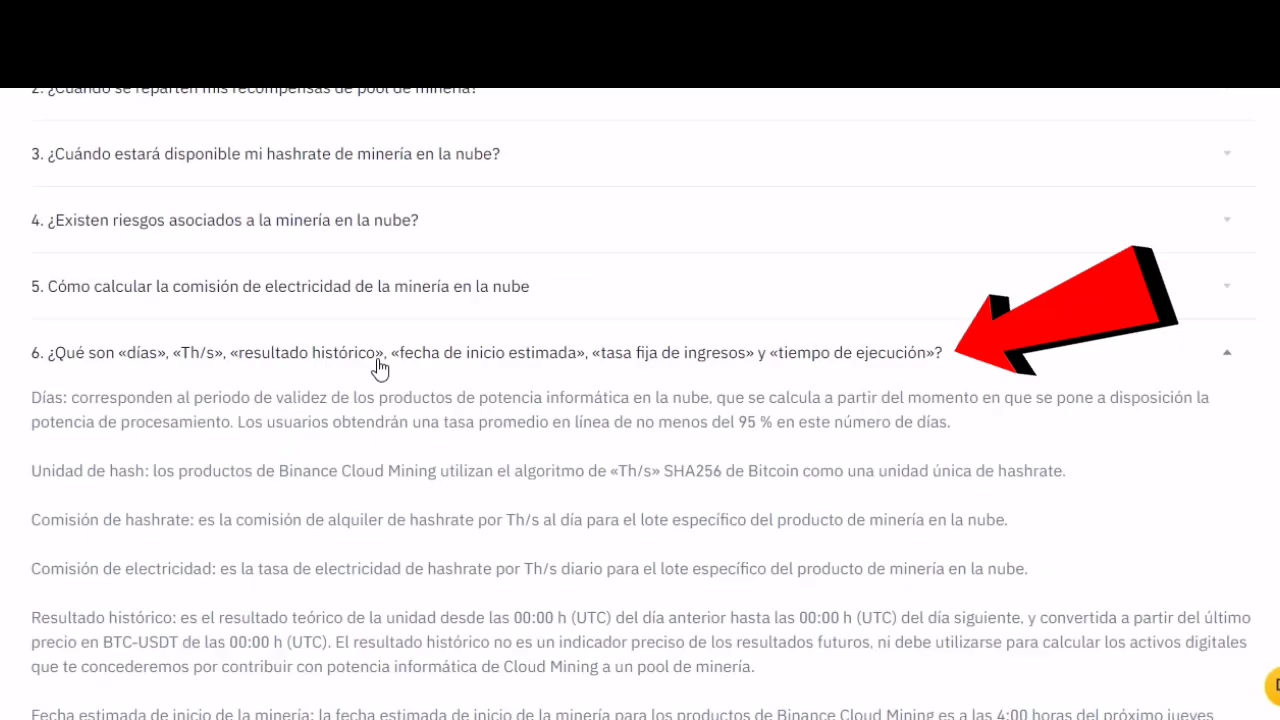 2. ¿Cuándo se reparten mis recompensas de pool de minería?
3. ¿Cuándo estará disponible mi hashrate de minería en la nube?
4. ¿Existen riesgos asociados a la minería en la nube?
5. Cómo calcular la comisión de electricidad de la minería en la nube
6. ¿Qué son «días», «Th/s», «resultado histórico», «fecha de inicio estimada», «tasa fija de ingresos» y «tiempo de ejecución»?
Días: corresponden al periodo de validez de los productos de potencia informática en la nube, que se calcula a partir del momento en que se pone a disposición la
potencia de procesamiento. Los usuarios obtendrán una tasa promedio en línea de no menos del 95 % en este número de días.
Unidad de hash: los productos de Binance Cloud Mining utilizan el algoritmo de «Th/s» SHA256 de Bitcoin como una unidad única de hashrate.
Comisión de hashrate: es la comisión de alquiler de hashrate por Th/s al día para el lote específico del producto de minería en la nube.
Comisión de electricidad: es la tasa de electricidad de hashrate por Th/s diario para el lote específico del producto de minería en la nube.
Resultado histórico: es el resultado teórico de la unidad desde las 00:00 h (UTC) del día anterior hasta las 00:00 h (UTC) del día siguiente, y convertida a partir del último
precio en BTC-USDT de las 00:00 h (UTC). El resultado histórico no es un indicador preciso de los resultados futuros, ni debe utilizarse para calcular los activos digitales
que te concederemos por contribuir con potencia informática de Cloud Mining a un pool de minería.
Fecha estimada de inicio de la minería: la fecha estimada de inicio de la minería para los productos de Binance Cloud Mining es a las 4:00 horas del próximo jueves